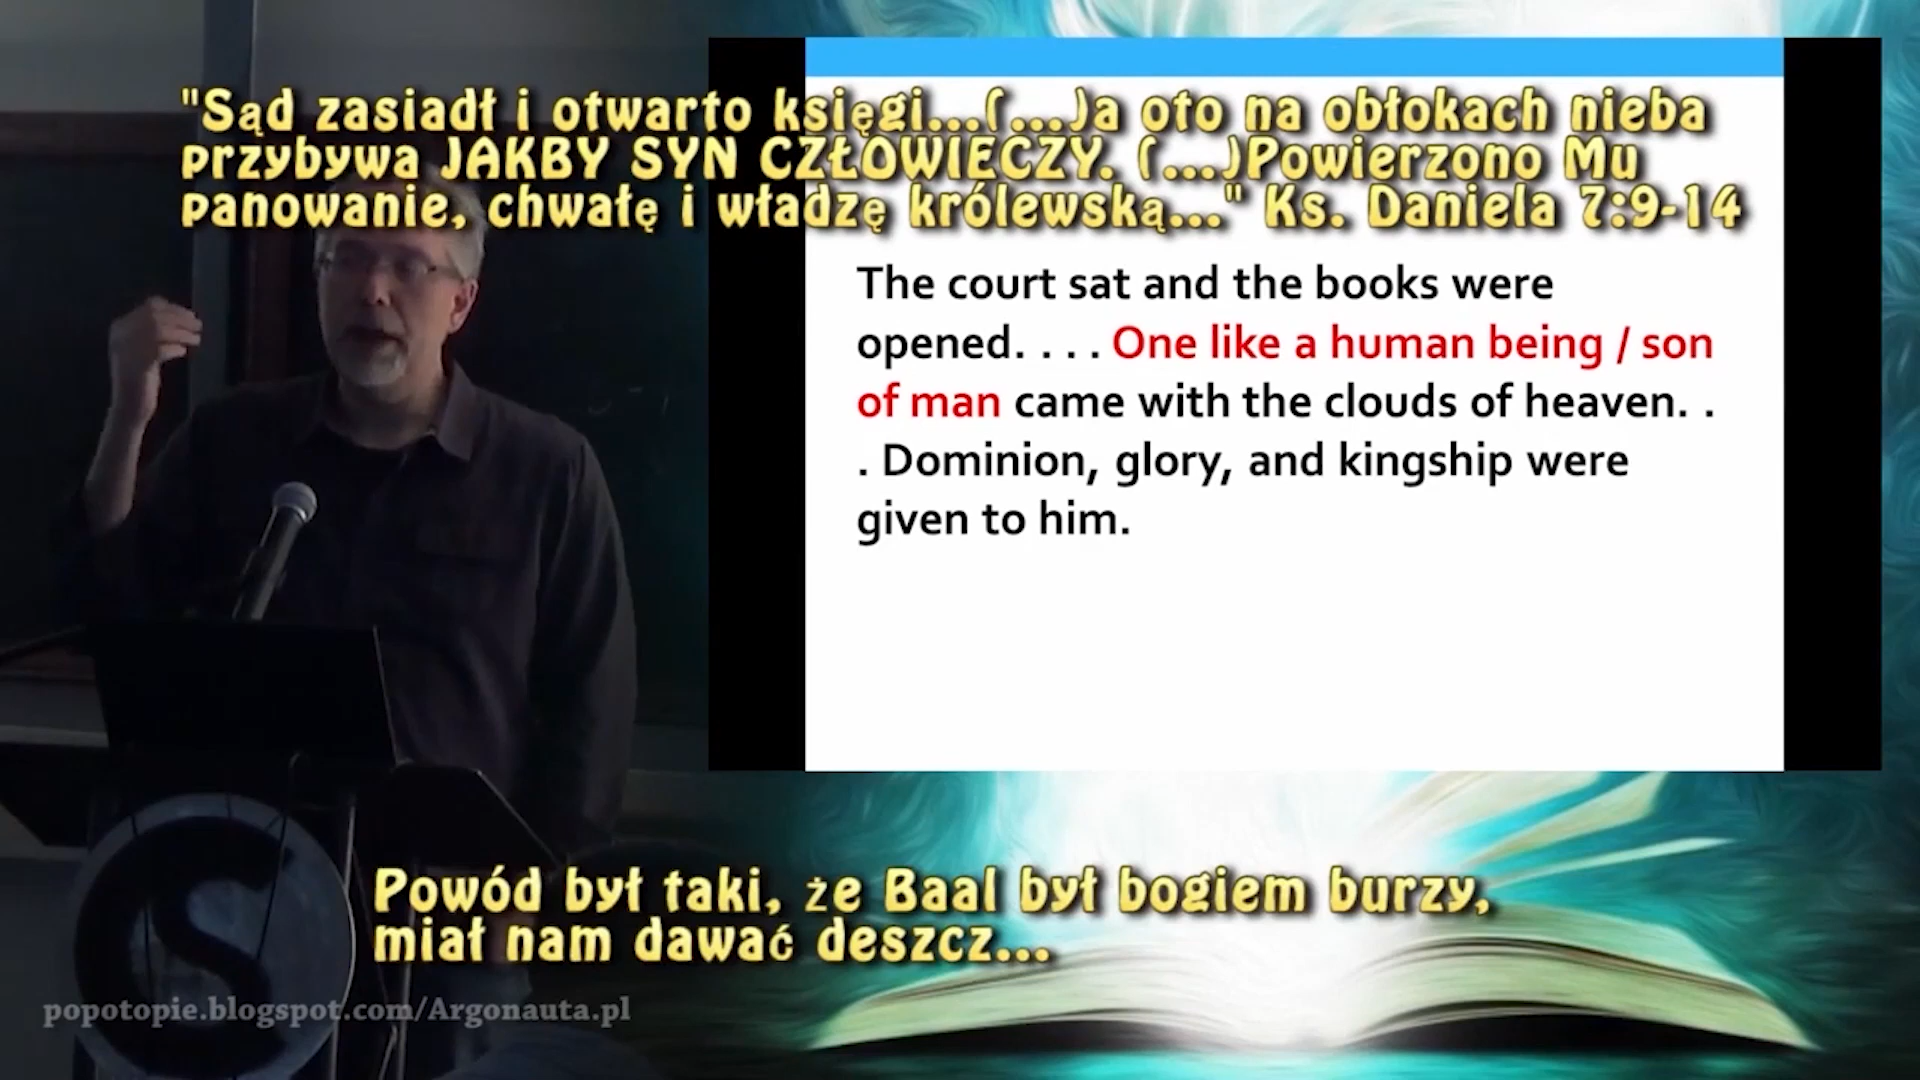 "Sąd zasiadł i otwarto księgi...(...)a oto na obłokach nieba
przybywa JAKBY SYN CZŁOWIECZY. (...)Powierzono Mu
panowanie, chwałę i władzę królewską..." Ks. Daniela 7:9-14
The court sat and the books were
opened. . . . One like a human being / son
of man came with the clouds of heaven. .
. Dominion, glory, and kingship were
given to him.
Powód był taki, że Baal był bogiem burzy,
miał nam dawać deszcz...
S
popotopie.blogspot.com/Argonauta.pl